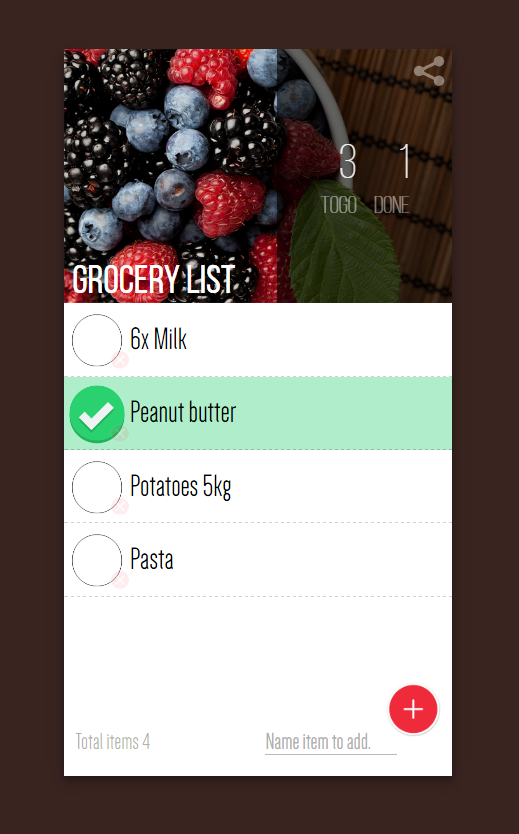 3 1
TOGO DONE
GROCERY LIST
6x Milk
Peanut butter
Potatoes 5kg
Pasta
Total items 4
Name item to add.